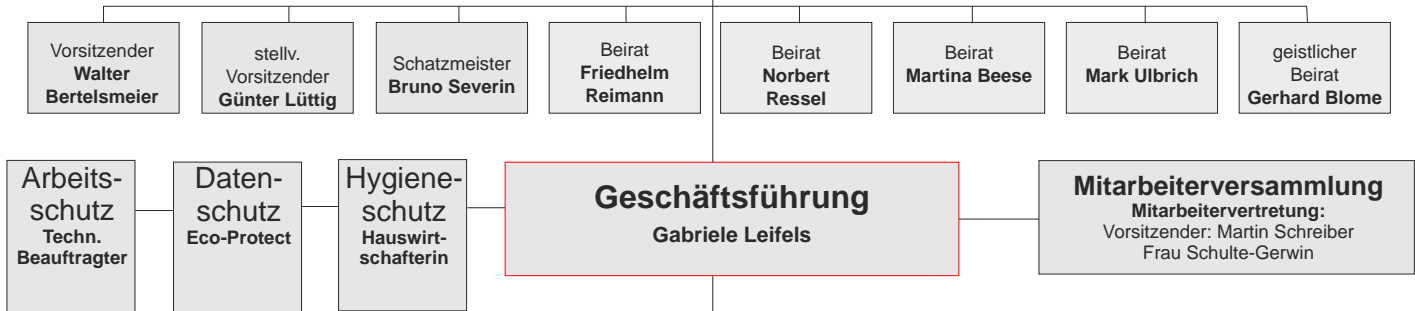 Vorsitzender
Walter
Bertelsmeier
stellv.
Vorsitzender
Günter Lüttig
Schatzmeister
Bruno Severin
Beirat
Friedhelm
Reimann
Beirat
Norbert
Ressel
Beirat
Martina Beese
Beirat
Mark Ulbrich
geistlicher
Beirat
Gerhard Blome
Arbeits-
schutz
Techn.
Beauftragter
Daten-
schutz
Eco-Protect
Hygiene-
schutz
Hauswirt-
schafterin
Geschäftsführung
Gabriele Leifels
Mitarbeiterversammlung
Mitarbeitervertretung:
Vorsitzender: Martin Schreiber
Frau Schulte-Gerwin